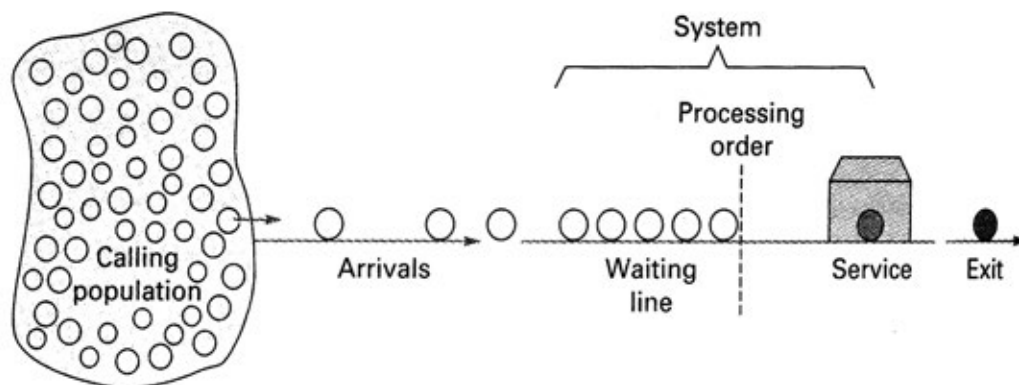 System
Processing
order
Calling
population
Arrivals
Waiting
line
Service
Exit